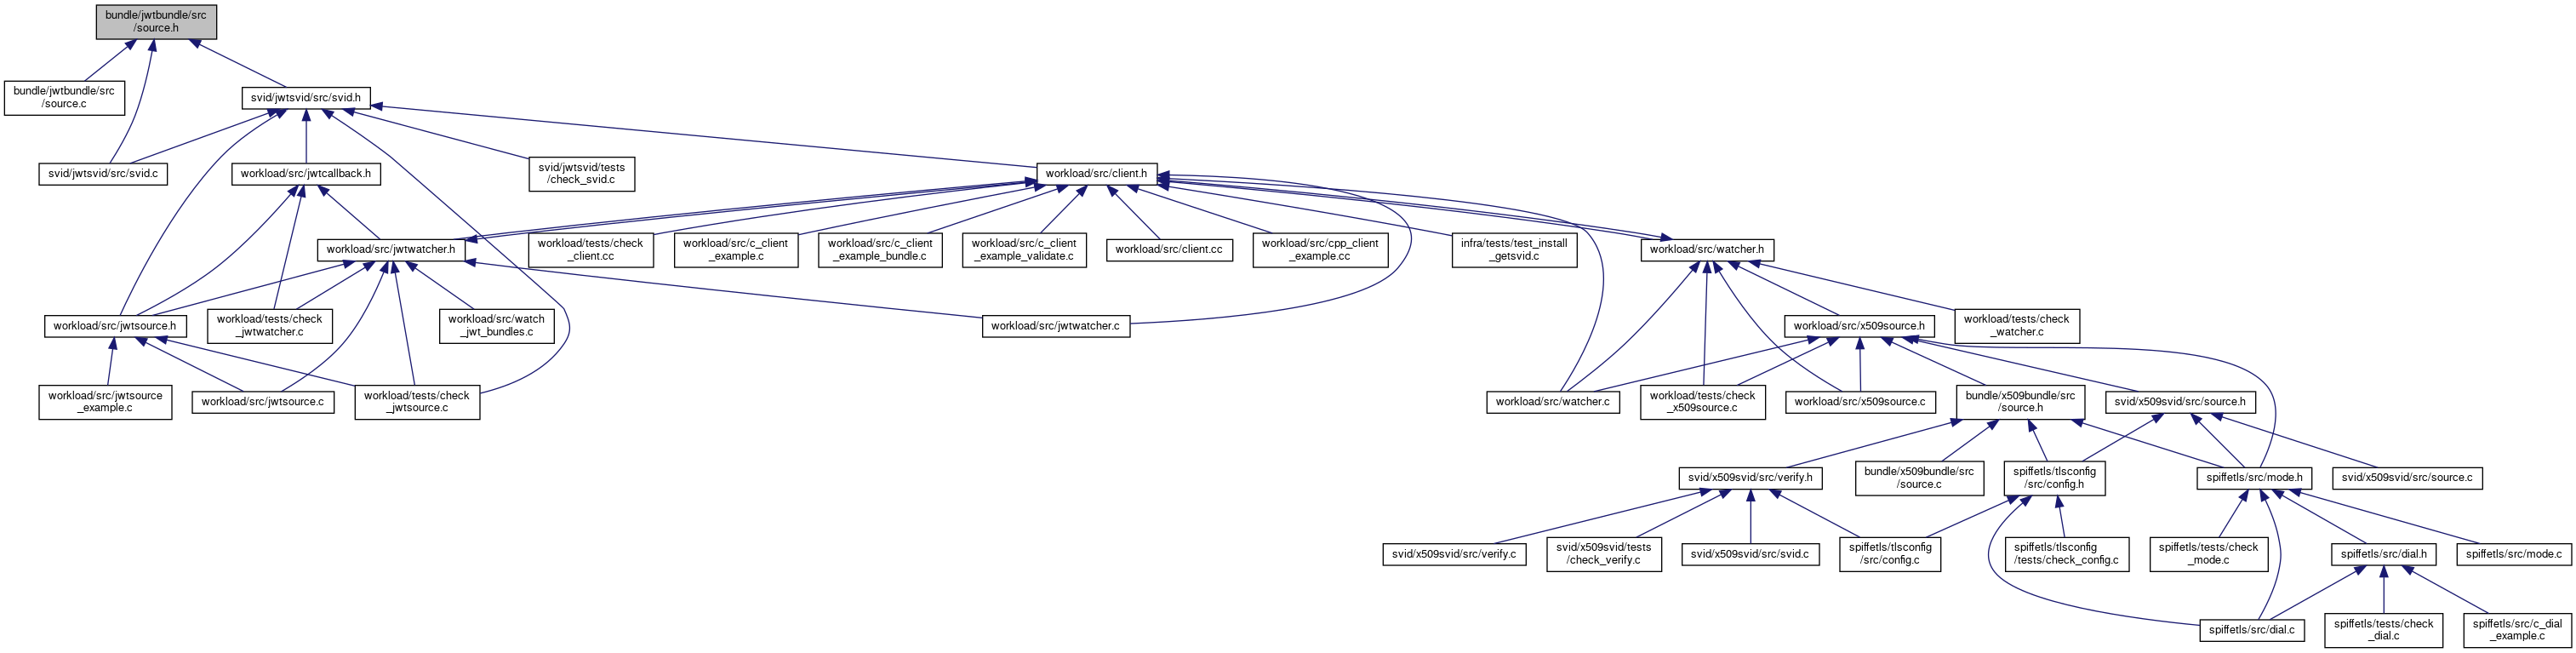 bundle/jwtbundle/src
/source.h
bundle/jwtbundle/src
/source.c
svid/jwtsvid/src/svid.h
svid/jwtsvid/src/svid.c
workload/src/jwtcallback.h
svid/jwtsvid/tests
/check_svid.c
workload/src/client.h
workload/src/jwtwatcher.h
workload/tests/check
_client.cc
workload/src/c_client
_example.c
workload/src/c_client
_example_bundle.c
workload/src/c_client
_example_validate.c
workload/src/client.cc
workload/src/cpp_client
_example.cc
infra/tests/test_install
_getsvid.c
workload/src/watcher.h
workload/src/jwtsource.h
workload/tests/check
_jwtwatcher.c
workload/src/watch
_jwt_bundles.c
workload/src/jwtwatcher.c
workload/src/x509source.h
workload/tests/check
_watcher.c
workload/src/jwtsource
_example.c
workload/src/jwtsource.c
workload/tests/check
_jwtsource.c
workload/src/watcher.c
workload/tests/check
_x509source.c
workload/src/x509source.c
bundle/x509bundle/src
/source.h
svid/x509svid/src/source.h
svid/x509svid/src/verify.h
bundle/x509bundle/src
/source.c
spiffetls/tlsconfig
/src/config.h
spiffetls/src/mode.h
svid/x509svid/src/source.c
svid/x509svid/src/verify.c
svid/x509svid/tests
/check_verify.c
svid/x509svid/src/svid.c
spiffetls/tlsconfig
/src/config.c
spiffetls/tlsconfig
/tests/check_config.c
spiffetls/tests/check
_mode.c
spiffetls/src/dial.h
spiffetls/src/mode.c
spiffetls/src/dial.c
spiffetls/tests/check
_dial.c
spiffetls/src/c_dial
_example.c